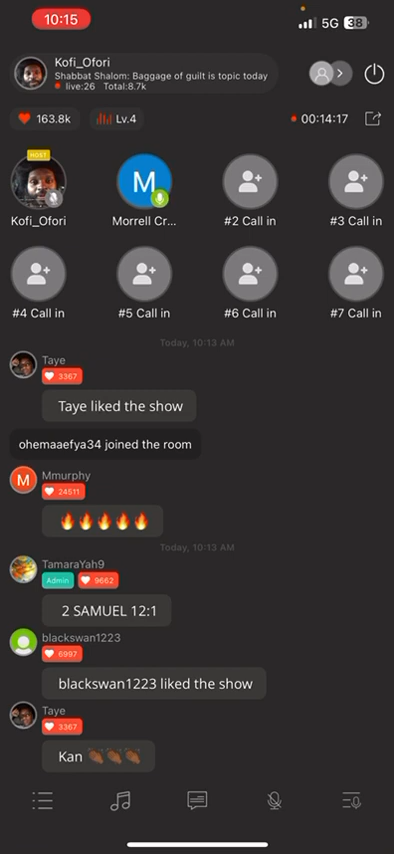 10:15
5G 38
Kofi_Ofori
Shabbat Shalom: Baggage of guilt is topic today
live:26 Total:8.7k
163.8k
Lv.4
00:14:17
HOST
M
Kofi_Ofori
Morrell Cr...
#2 Call in
#3 Call in
#4 Call in
#5 Call in
#6 Call in
#7 Call in
Today, 10:13 AM
Taye
3367
Taye liked the show
ohemaaefya34 joined the room
M
Mmurphy
24511
Today, 10:13 AM
TamaraYah9
Admin 9662
2 SAMUEL 12:1
blackswan1223
6997
blackswan1223 liked the show
Taye
3367
Kan